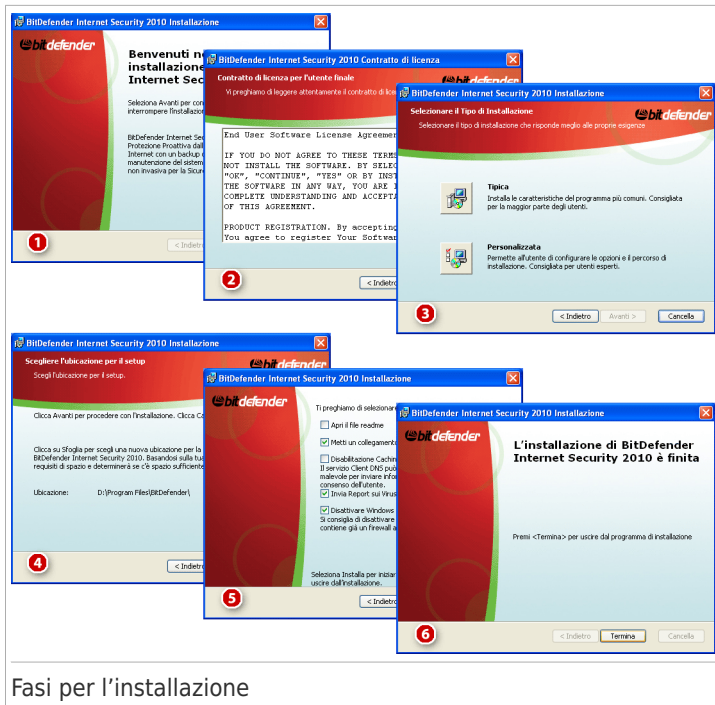 BitDefender Internet Security 2010 Installazione
bitdefender
Benvenuti
installazione
Internet Sec
Seleziona Avanti per con
interrompere l'installazion
BitDefender Internet Se
Protezione Proattiva dall
Internet con un backup
manutenzione del sistem
non invasiva per la Sicur
< Indietro
1
BitDefender Internet Security 2010 Contratto di licenza
Contratto di licenza per l'utente finale
bitdefender
Vi preghiamo di leggere attentamente il contratto di lice
End User Software License Agreemen
IF YOU DO NOT AGREE TO THESE TERMS
NOT INSTALL THE SOFTWARE. BY SELEC
"OK", "CONTINUE", "YES" OR BY INST
THE SOFTWARE IN ANY WAY, YOU ARE I
COMPLETE UNDERSTANDING AND ACCEPTA
OF THIS AGREEMENT.
PRODUCT REGISTRATION. By accepting
You agree to register Your Softwar
< Indietro
2
BitDefender Internet Security 2010 Installazione
Selezionare il Tipo di Installazione
bitdefender
Selezionare il tipo di installazione che risponde meglio alle proprie esigenze
Tipica
Installa le caratteristiche del programma più comuni. Consigliata
per la maggior parte degli utenti.
Personalizzata
Permette all'utente di configurare le opzioni e il percorso di
installazione. Consigliata per utenti esperti.
3
< Indietro Avanti > Cancella
BitDefender Internet Security 2010 Installazione
Scegliere l'ubicazione per il setup
bitdefender
Scegli l'ubicazione per il setup.
Clicca Avanti per procedere con l'installazione. Clicca Ca
Clicca su Sfoglia per scegli una nuova ubicazione per la
BitDefender Internet Security 2010. Basandosi sulla tua
requisiti di spazio e determinerà se c'è spazio sufficiente
Ubicazione: D:\Program Files\BitDefender\
< Indietro
4
BitDefender Internet Security 2010 Installazione
bitdefender
Ti preghiamo di selezionare
Apri il file readme
Metti un collegamento
Disabilitazione Cachin
Il servizio Client DNS può
malevole per inviare infor
consenso dell'utente.
Invia Report sui Virus
Disattivare Windows
Si consiglia di disattivare
contiene già un firewall a
Seleziona Installa per iniziar
uscire dall'installazione.
< Indietro
5
BitDefender Internet Security 2010 Installazione
bitdefender
L'installazione di BitDefender
Internet Security 2010 è finita
Premi <Termina> per uscire dal programma di installazione
6
< Indietro Termina Cancella
Fasi per l'installazione